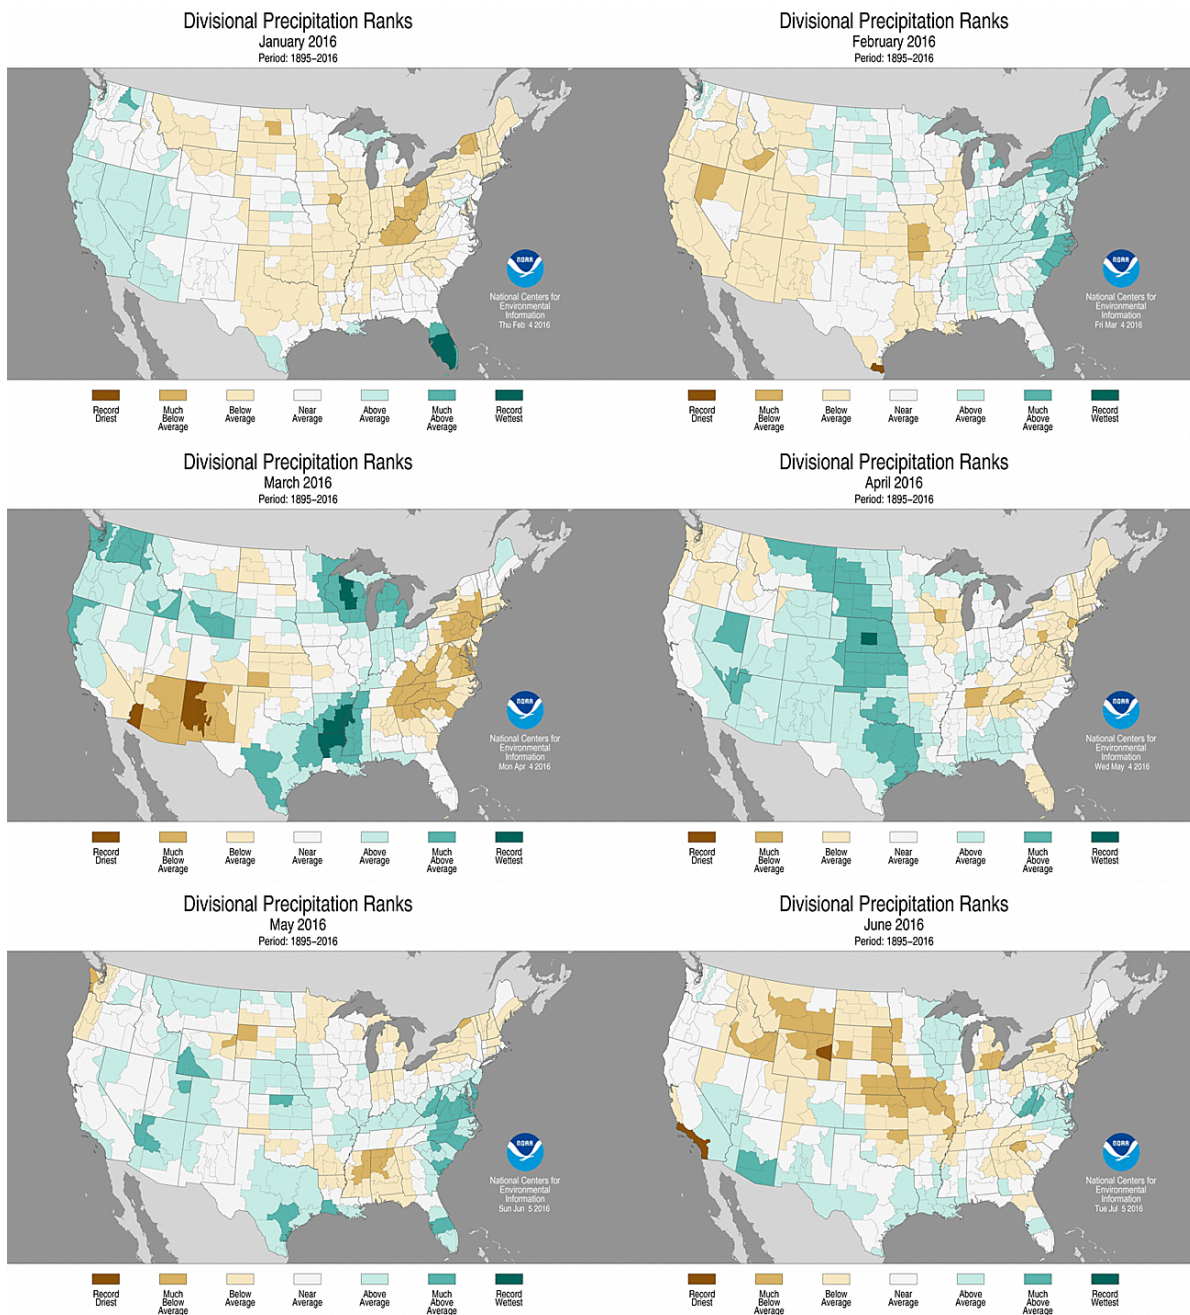 Divisional Precipitation Ranks
January 2016
Period: 1895–2016
NOAA
National Centers for
Environmental
Information
Thu Feb 4 2016
Record
Driest
Much
Below
Average
Below
Average
Near
Average
Above
Average
Much
Above
Average
Record
Wettest
Divisional Precipitation Ranks
February 2016
Period: 1895–2016
NOAA
National Centers for
Environmental
Information
Fri Mar 4 2016
Record
Driest
Much
Below
Average
Below
Average
Near
Average
Above
Average
Much
Above
Average
Record
Wettest
Divisional Precipitation Ranks
March 2016
Period: 1895–2016
NOAA
National Centers for
Environmental
Information
Mon Apr 4 2016
Record
Driest
Much
Below
Average
Below
Average
Near
Average
Above
Average
Much
Above
Average
Record
Wettest
Divisional Precipitation Ranks
April 2016
Period: 1895–2016
NOAA
National Centers for
Environmental
Information
Wed May 4 2016
Record
Driest
Much
Below
Average
Below
Average
Near
Average
Above
Average
Much
Above
Average
Record
Wettest
Divisional Precipitation Ranks
May 2016
Period: 1895–2016
NOAA
National Centers for
Environmental
Information
Sun Jun 5 2016
Record
Driest
Much
Below
Average
Below
Average
Near
Average
Above
Average
Much
Above
Average
Record
Wettest
Divisional Precipitation Ranks
June 2016
Period: 1895–2016
NOAA
National Centers for
Environmental
Information
Tue Jul 5 2016
Record
Driest
Much
Below
Average
Below
Average
Near
Average
Above
Average
Much
Above
Average
Record
Wettest